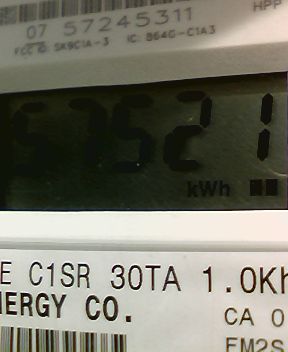 HPP
07 57245311
FCC ID: SK9C1A-3 IC: 864G-C1A3
57521
kWh
E C1SR 30TA 1.0Kh
NERGY CO. CA 0
EM2S